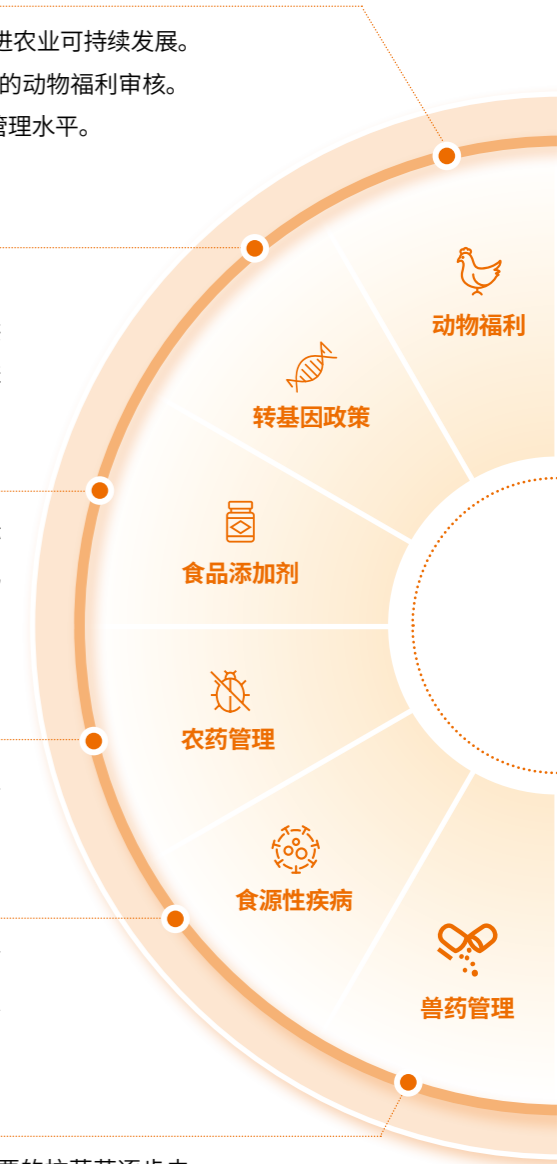 进农业可持续发展。
的动物福利审核。
管理水平。
动物福利
转基因政策
食品添加剂
农药管理
食源性疾病
兽药管理